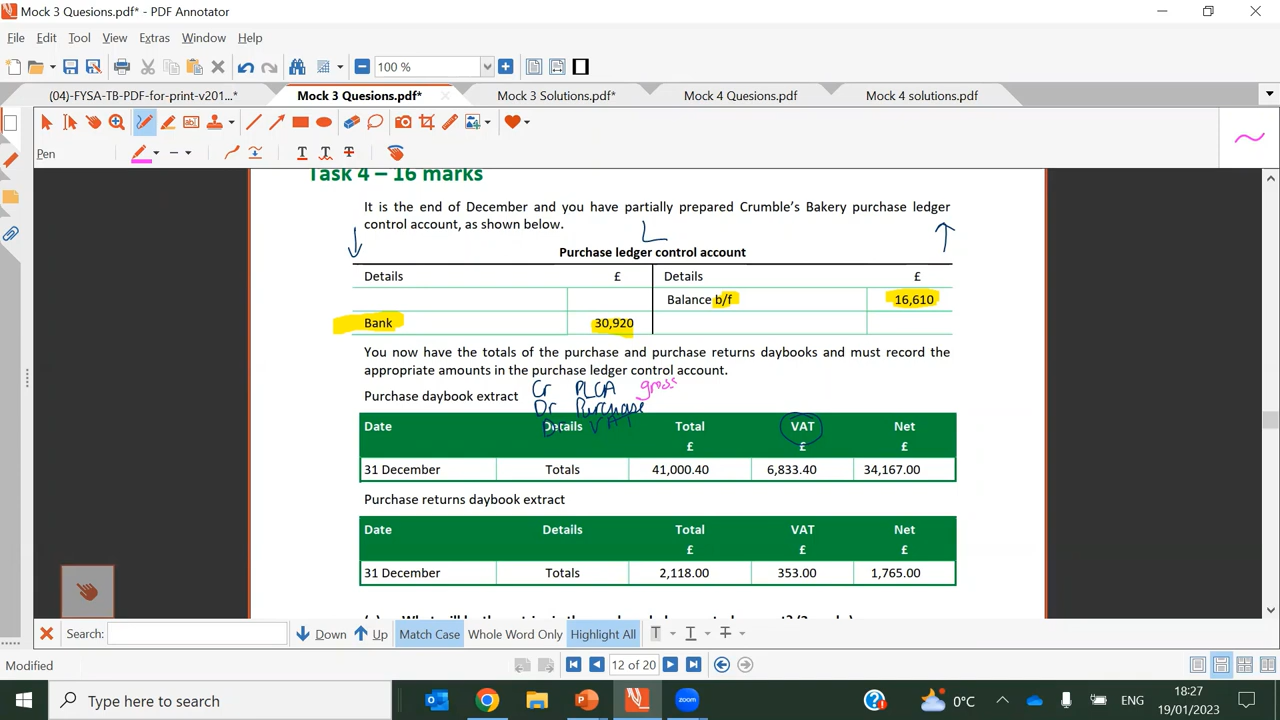 Mock 3 Quesions.pdf* - PDF Annotator
File Edit Tool View Extras Window Help
100 %
(04)-FYSA-TB-PDF-for-print-v201...* Mock 3 Quesions.pdf* Mock 3 Solutions.pdf* Mock 4 Quesions.pdf Mock 4 solutions.pdf
Pen
Task 4 – 16 marks
It is the end of December and you have partially prepared Crumble's Bakery purchase ledger
control account, as shown below.
Purchase ledger control account
Details £ Details £
Balance b/f 16,610
Bank 30,920
You now have the totals of the purchase and purchase returns daybooks and must record the
appropriate amounts in the purchase ledger control account.
Cr PLCA gross
Purchase daybook extract
Dr Purchase
Dr VAT
Date Details Total VAT Net
£ £ £
31 December Totals 41,000.40 6,833.40 34,167.00
Purchase returns daybook extract
Date Details Total VAT Net
£ £ £
31 December Totals 2,118.00 353.00 1,765.00
Search: Down Up Match Case Whole Word Only Highlight All
Modified 12 of 20
Type here to search
0°C ENG 18:27
19/01/2023